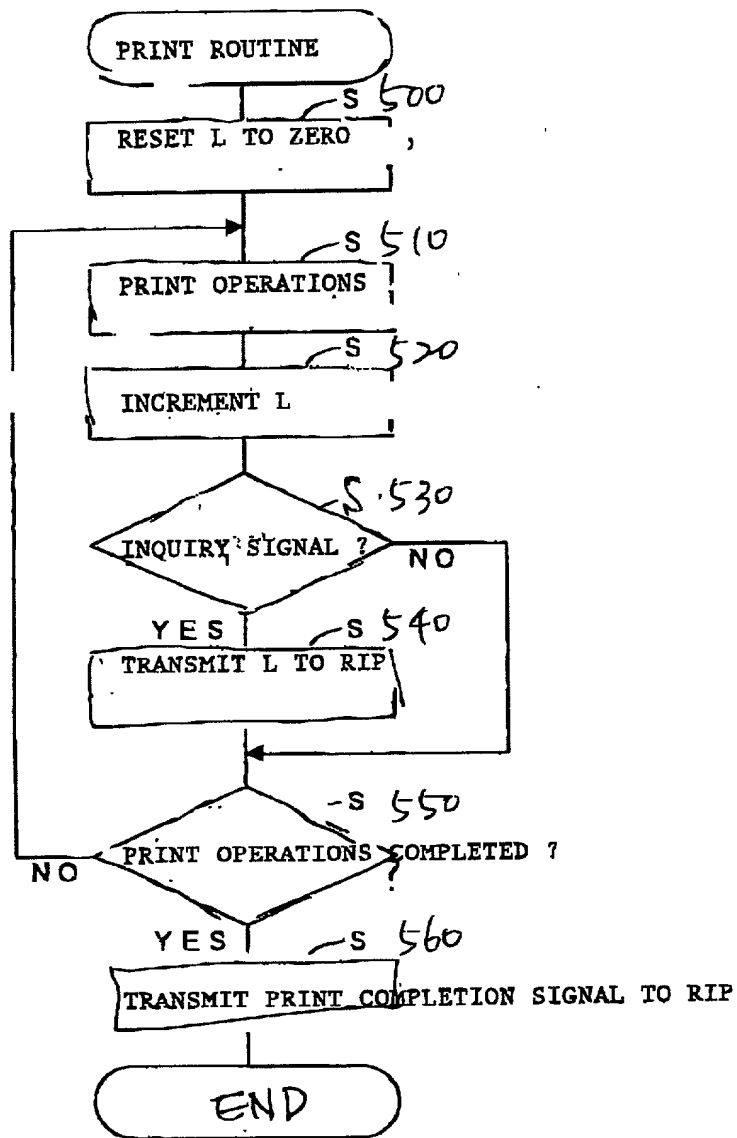 PRINT ROUTINE
S 500
RESET L TO ZERO
S 510
PRINT OPERATIONS
S 520
INCREMENT L
S 530
INQUIRY SIGNAL ?
NO
YES
S 540
TRANSMIT L TO RIP
S 550
PRINT OPERATIONS COMPLETED ?
?
NO
YES
S 560
TRANSMIT PRINT COMPLETION SIGNAL TO RIP
END